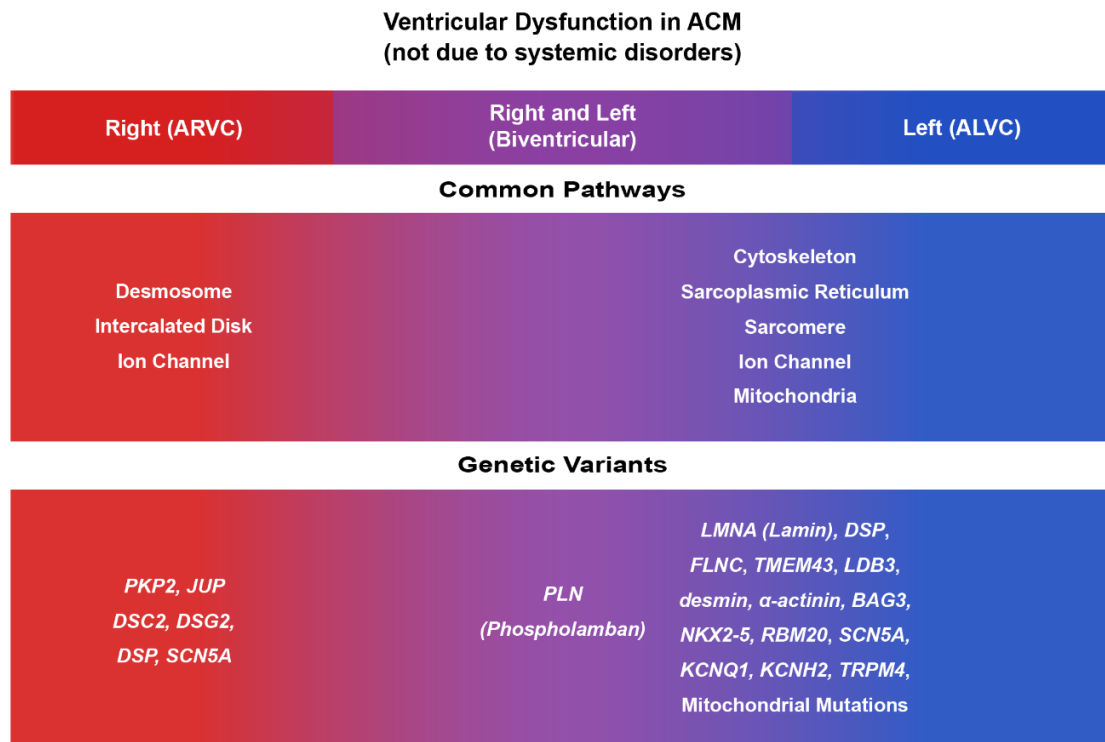 Ventricular Dysfunction in ACM
(not due to systemic disorders)
Right (ARVC)
Right and Left
(Biventricular)
Left (ALVC)
Common Pathways
Desmosome
Intercalated Disk
Ion Channel
Cytoskeleton
Sarcoplasmic Reticulum
Sarcomere
Ion Channel
Mitochondria
Genetic Variants
PKP2, JUP
DSC2, DSG2,
DSP, SCN5A
PLN
(Phospholamban)
LMNA (Lamin), DSP,
FLNC, TMEM43, LDB3,
desmin, α-actinin, BAG3,
NKX2-5, RBM20, SCN5A,
KCNQ1, KCNH2, TRPM4,
Mitochondrial Mutations